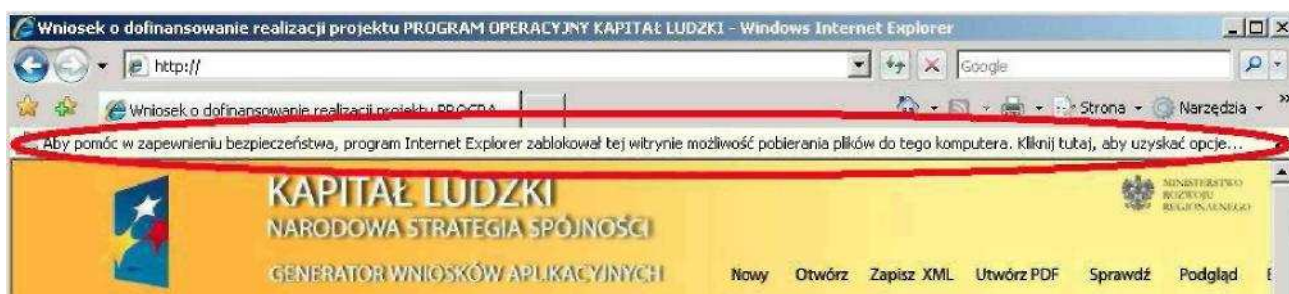 Wniosek o dofinansowanie realizacji projektu PROGRAM OPERACYJNY KAPITAŁ LUDZKI - Windows Internet Explorer
http://
Google
Wniosek o dofinansowanie realizacji projektu PROGRA...
Strona
Narzędzia
Aby pomóc w zapewnieniu bezpieczeństwa, program Internet Explorer zablokował tej witrynie możliwość pobierania plików do tego komputera. Kliknij tutaj, aby uzyskać opcje...
KAPITAŁ LUDZKI
NARODOWA STRATEGIA SPÓJNOŚCI
MINISTERSTWO
ROZWOJU
REGIONALNEGO
GENERATOR WNIOSKÓW APLIKACYJNYCH
Nowy Otwórz Zapisz XML Utwórz PDF Sprawdź Podgląd